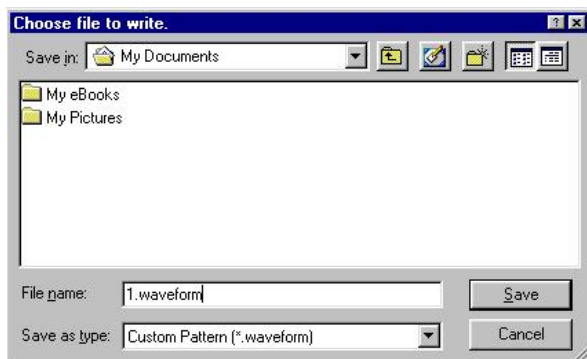 Choose file to write.
Save in: My Documents
My eBooks
My Pictures
File name: 1.waveform Save
Save as type: Custom Pattern (*.waveform) Cancel